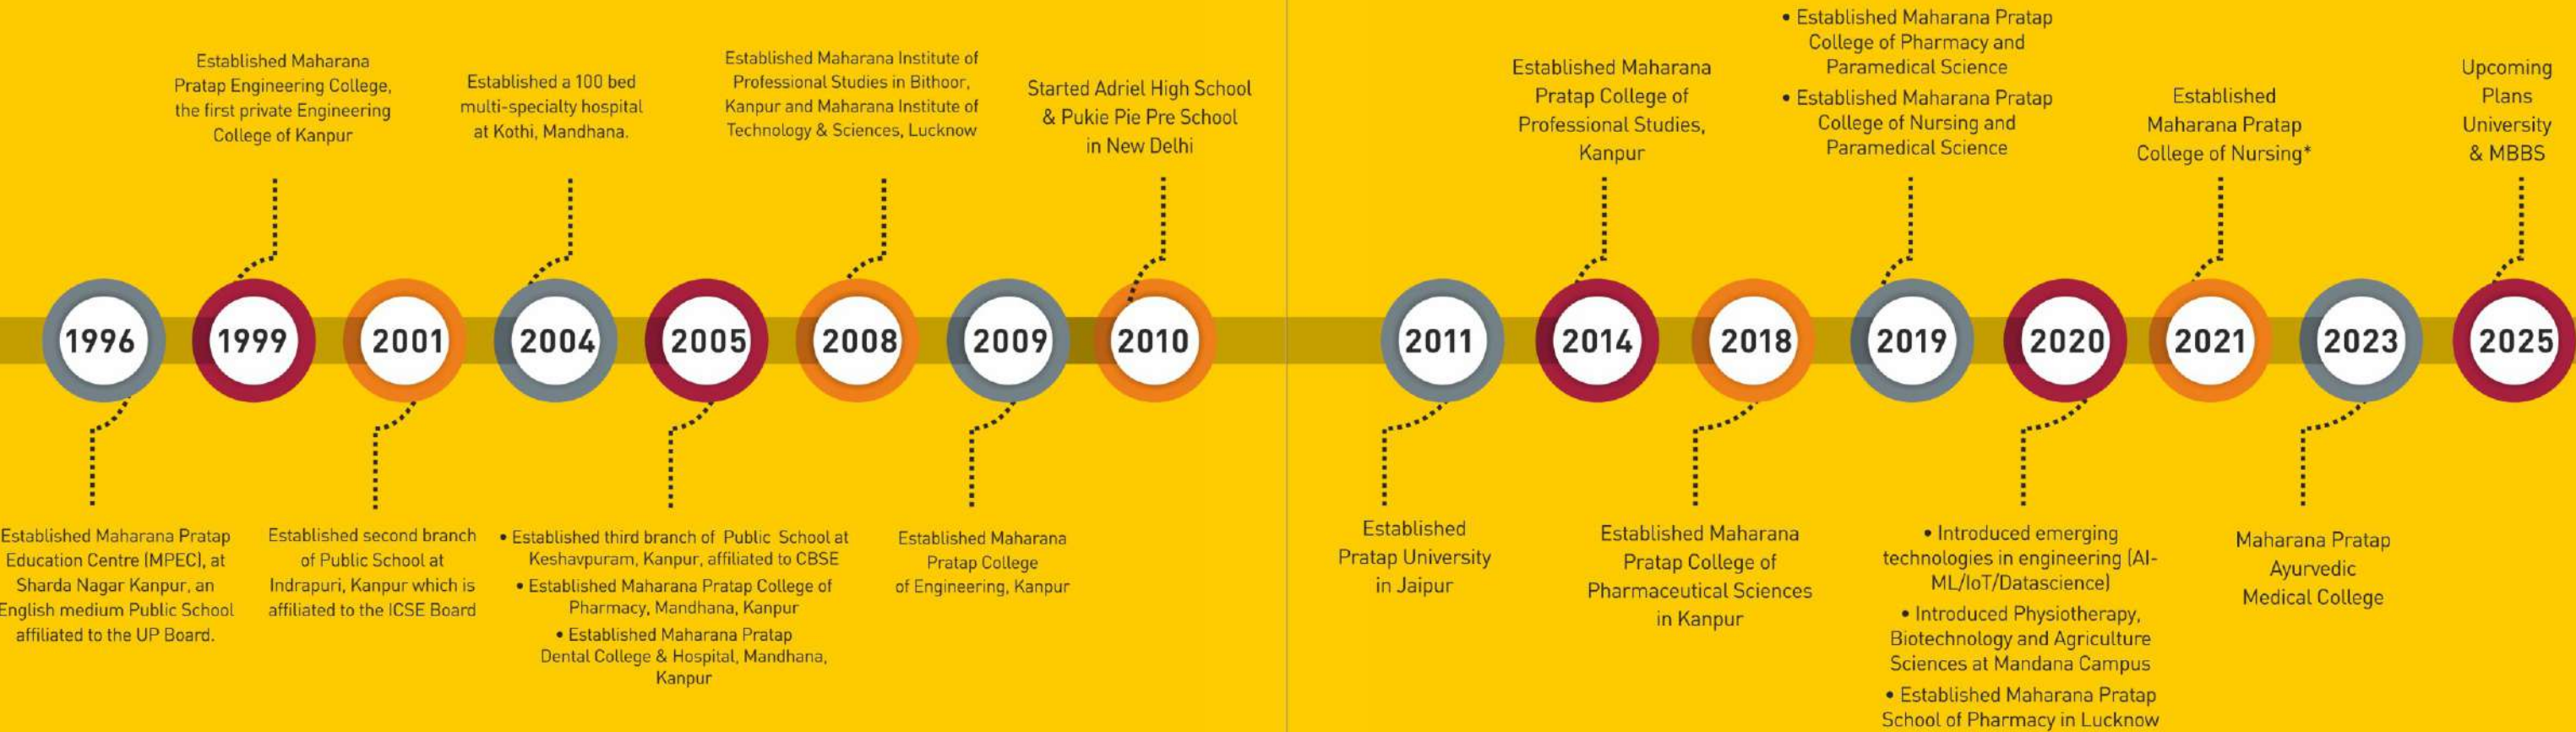 Established Maharana
Pratap Engineering College,
the first private Engineering
College of Kanpur
Established a 100 bed
multi-specialty hospital
at Kothi, Mandhana.
Established Maharana Institute of
Professional Studies in Bithoor,
Kanpur and Maharana Institute of
Technology & Sciences, Lucknow
Started Adriel High School
& Pukie Pie Pre School
in New Delhi
Established Maharana
Pratap College of
Professional Studies,
Kanpur
• Established Maharana Pratap
College of Pharmacy and
Paramedical Science
• Established Maharana Pratap
College of Nursing and
Paramedical Science
Established
Maharana Pratap
College of Nursing*
Upcoming
Plans
University
& MBBS
1996
1999
2001
2004
2005
2008
2009
2010
2011
2014
2018
2019
2020
2021
2023
2025
Established Maharana Pratap
Education Centre (MPEC), at
Sharda Nagar Kanpur, an
English medium Public School
affiliated to the UP Board.
Established second branch
of Public School at
Indrapuri, Kanpur which is
affiliated to the ICSE Board
• Established third branch of Public School at
Keshavpuram, Kanpur, affiliated to CBSE
• Established Maharana Pratap College of
Pharmacy, Mandhana, Kanpur
• Established Maharana Pratap
Dental College & Hospital, Mandhana,
Kanpur
Established Maharana
Pratap College
of Engineering, Kanpur
Established
Pratap University
in Jaipur
Established Maharana
Pratap College of
Pharmaceutical Sciences
in Kanpur
• Introduced emerging
technologies in engineering (AI-
ML/IoT/Datascience)
• Introduced Physiotherapy,
Biotechnology and Agriculture
Sciences at Mandana Campus
• Established Maharana Pratap
School of Pharmacy in Lucknow
Maharana Pratap
Ayurvedic
Medical College